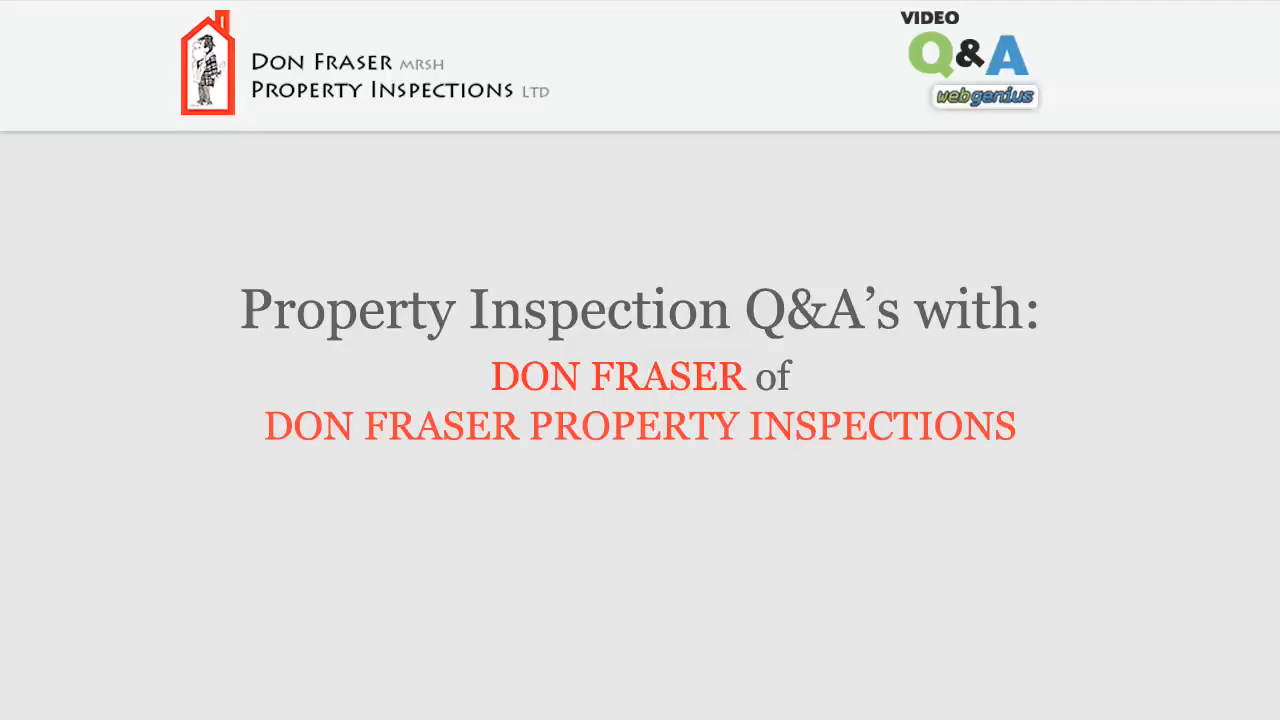 DON FRASER MRSH
PROPERTY INSPECTIONS LTD
VIDEO
Q&A
webgenius
Property Inspection Q&A’s with:
DON FRASER of
DON FRASER PROPERTY INSPECTIONS